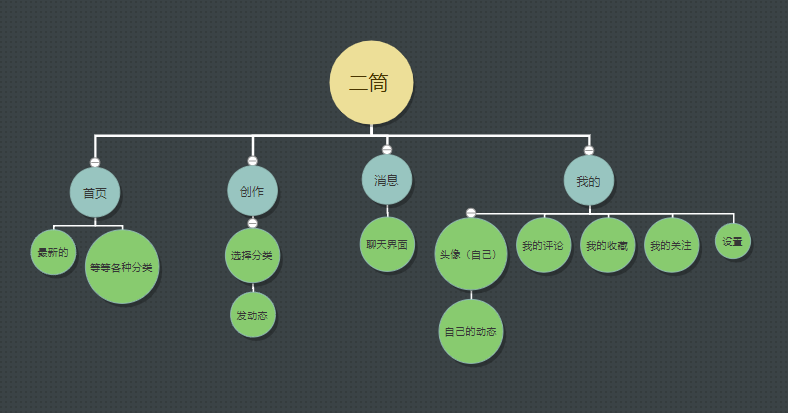 二筒
首页
创作
消息
我的
最新的
等等各种分类
选择分类
聊天界面
头像（自己）
我的评论
我的收藏
我的关注
设置
发动态
自己的动态